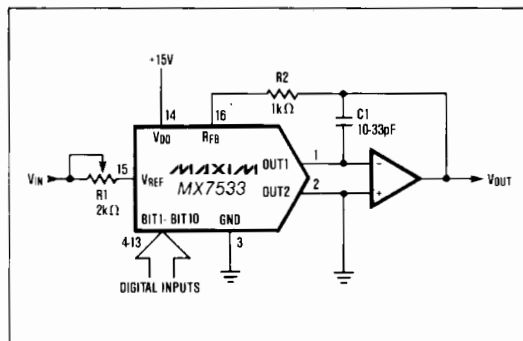 +15V
14
VDD
16
RFB
R2
1kΩ
C1
10-33pF
VIN
R1
2kΩ
15
VREF
MAXIM
MX7533
OUT1
1
OUT2
2
-
+
VOUT
BIT1- BIT10
GND
4-13
3
DIGITAL INPUTS